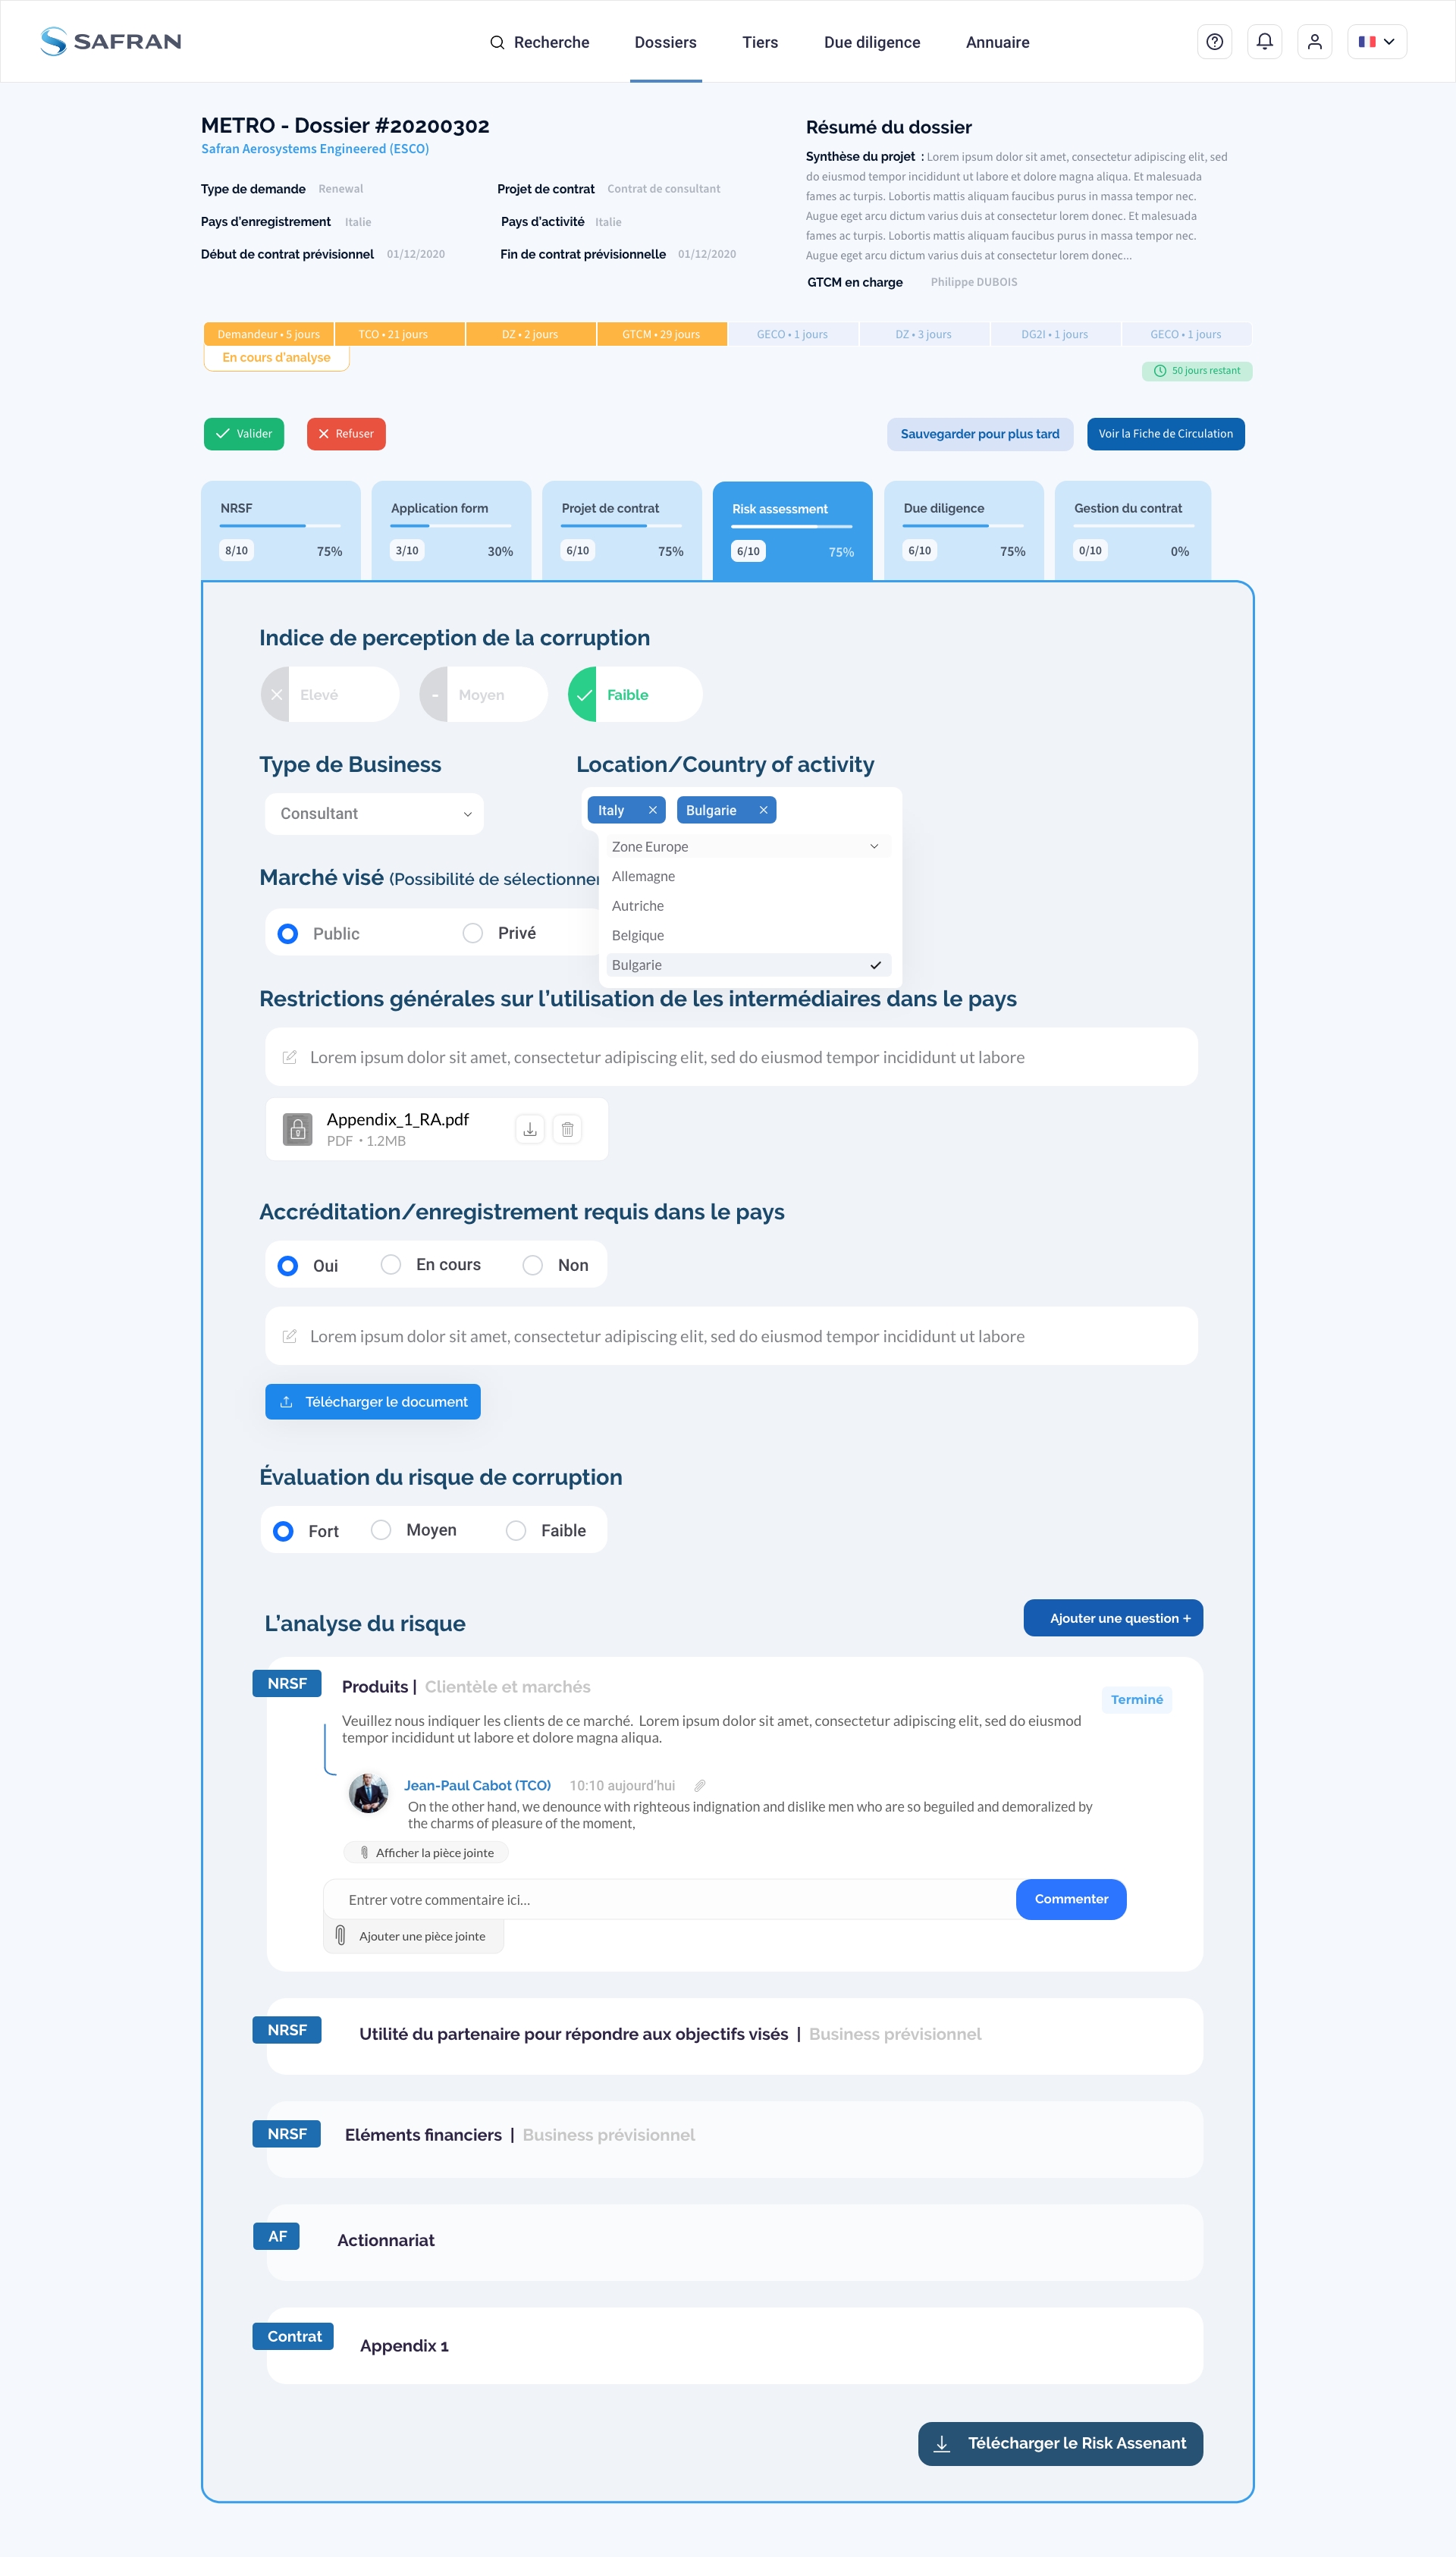 SAFRAN
Recherche
Dossiers
Tiers
Due diligence
Annuaire
METRO - Dossier #20200302
Safran Aerosystems Engineered (ESCO)
Type de demande Renewal
Projet de contrat Contrat de consultant
Pays d'enregistrement Italie
Pays d'activité Italie
Début de contrat prévisionnel 01/12/2020
Fin de contrat prévisionnelle 01/12/2020
Résumé du dossier
Synthèse du projet : Lorem ipsum dolor sit amet, consectetur adipiscing elit, sed
do eiusmod tempor incididunt ut labore et dolore magna aliqua. Et malesuada
fames ac turpis. Lobortis mattis aliquam faucibus purus in massa tempor nec.
Augue eget arcu dictum varius duis at consectetur lorem donec. Et malesuada
fames ac turpis. Lobortis mattis aliquam faucibus purus in massa tempor nec.
Augue eget arcu dictum varius duis at consectetur lorem donec...
GTCM en charge Philippe DUBOIS
Demandeur • 5 jours
TCO • 21 jours
DZ • 2 jours
GTCM • 29 jours
GECO • 1 jours
DZ • 3 jours
DG2I • 1 jours
GECO • 1 jours
En cours d'analyse
50 jours restant
Valider
Refuser
Sauvegarder pour plus tard
Voir la Fiche de Circulation
NRSF
8/10 75%
Application form
3/10 30%
Projet de contrat
6/10 75%
Risk assessment
6/10 75%
Due diligence
6/10 75%
Gestion du contrat
0/10 0%
Indice de perception de la corruption
Elevé
- Moyen
Faible
Type de Business
Consultant
Location/Country of activity
Italy
Bulgarie
Zone Europe
Allemagne
Autriche
Belgique
Bulgarie
Marché visé (Possibilité de sélectionner
Public
Privé
Restrictions générales sur l'utilisation de les intermédiaires dans le pays
Lorem ipsum dolor sit amet, consectetur adipiscing elit, sed do eiusmod tempor incididunt ut labore
Appendix_1_RA.pdf
PDF • 1.2MB
Accréditation/enregistrement requis dans le pays
Oui
En cours
Non
Lorem ipsum dolor sit amet, consectetur adipiscing elit, sed do eiusmod tempor incididunt ut labore
Télécharger le document
Évaluation du risque de corruption
Fort
Moyen
Faible
L'analyse du risque
Ajouter une question +
NRSF
Produits | Clientèle et marchés
Terminé
Veuillez nous indiquer les clients de ce marché. Lorem ipsum dolor sit amet, consectetur adipiscing elit, sed do eiusmod
tempor incididunt ut labore et dolore magna aliqua.
Jean-Paul Cabot (TCO) 10:10 aujourd'hui
On the other hand, we denounce with righteous indignation and dislike men who are so beguiled and demoralized by
the charms of pleasure of the moment,
Afficher la pièce jointe
Entrer votre commentaire ici...
Commenter
Ajouter une pièce jointe
NRSF
Utilité du partenaire pour répondre aux objectifs visés | Business prévisionnel
NRSF
Eléments financiers | Business prévisionnel
AF
Actionnariat
Contrat
Appendix 1
Télécharger le Risk Assenant